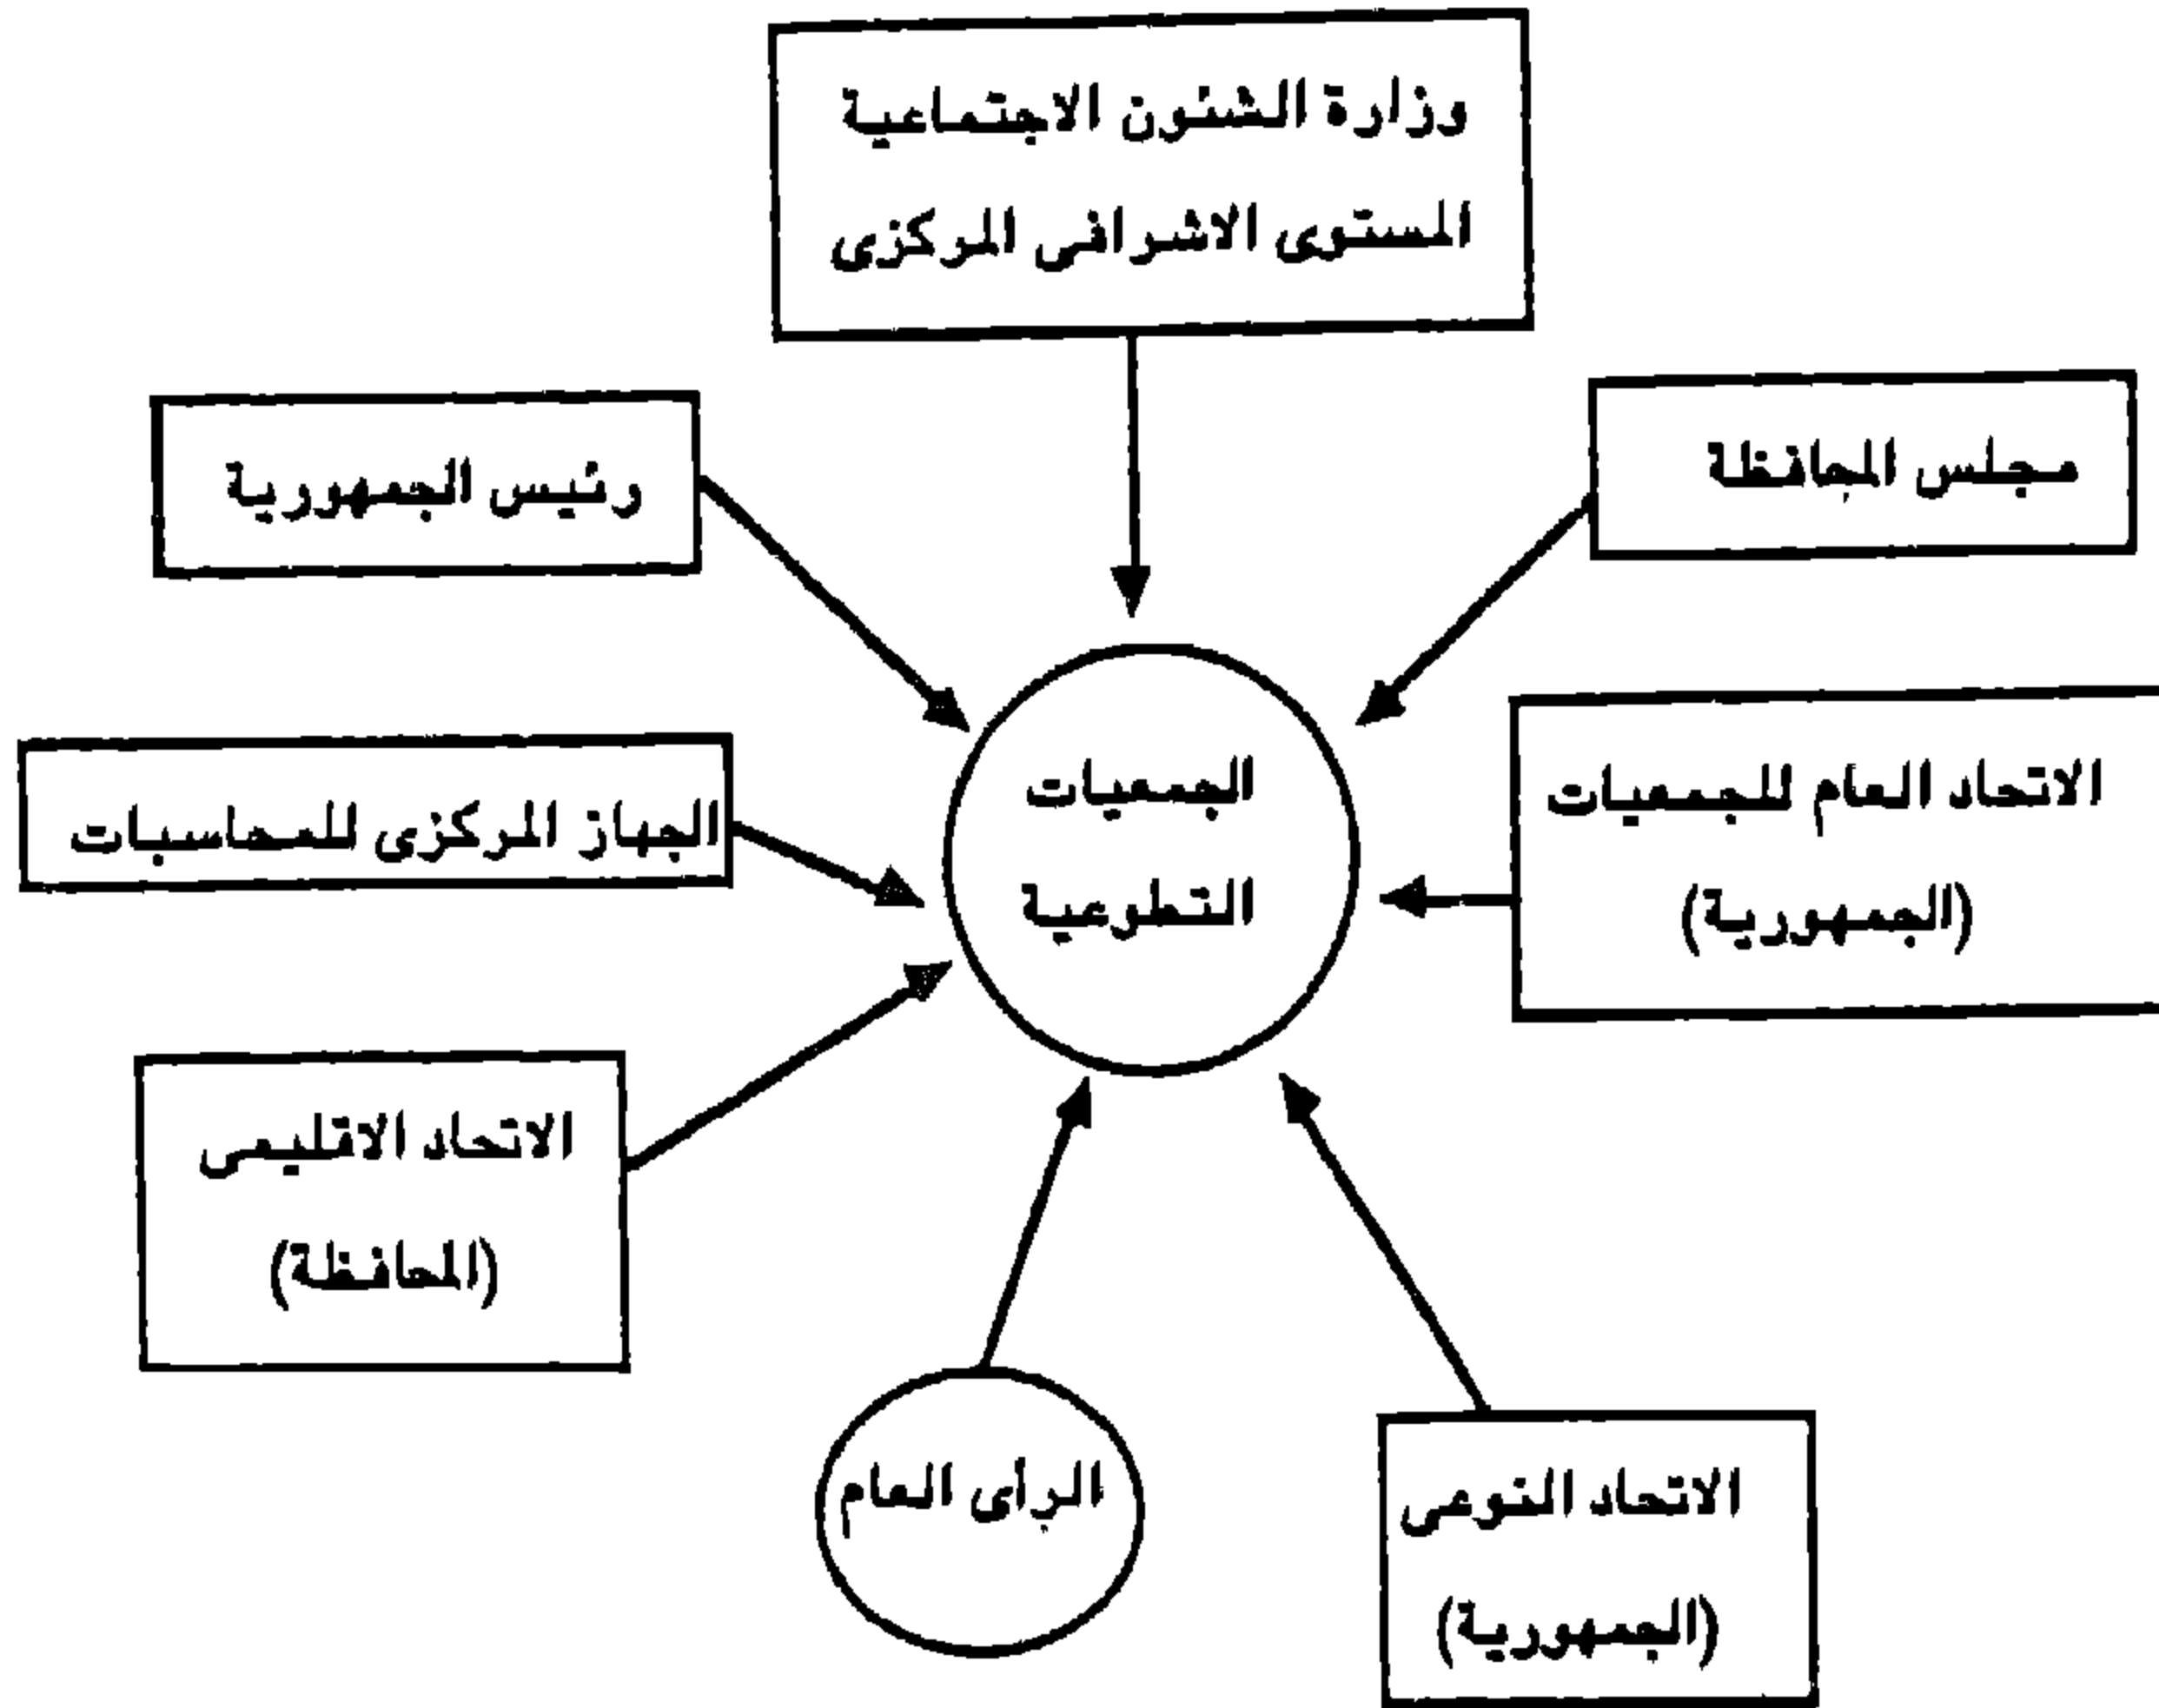 وزارة الشئون الاجتماعية
المستوى الاشرافى المركزى
مجلس المحافظة
رئيس الجمهورية
الاتحاد العام للجمعيات
(الجمهورية)
الجمعيات
التطوعية
الجهاز المركزى للمحاسبات
الاتحاد الاقليمى
(المحافظة)
الرأى العام
الاتحاد النوعى
(الجمهورية)